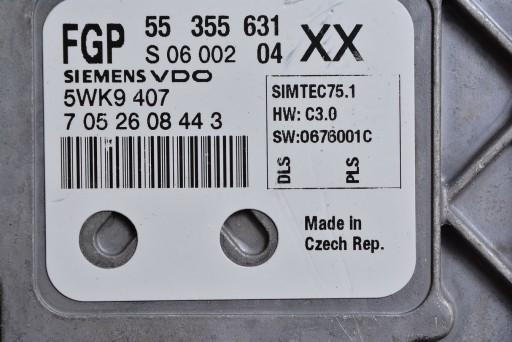 FGP 55 355 631 XX
S 06 002 04
SIEMENS VDO
5WK9 407
7 05 26 08 44 3
SIMTEC75.1
HW: C3.0
SW:0676001C
DLS PLS
Made in
Czech Rep.